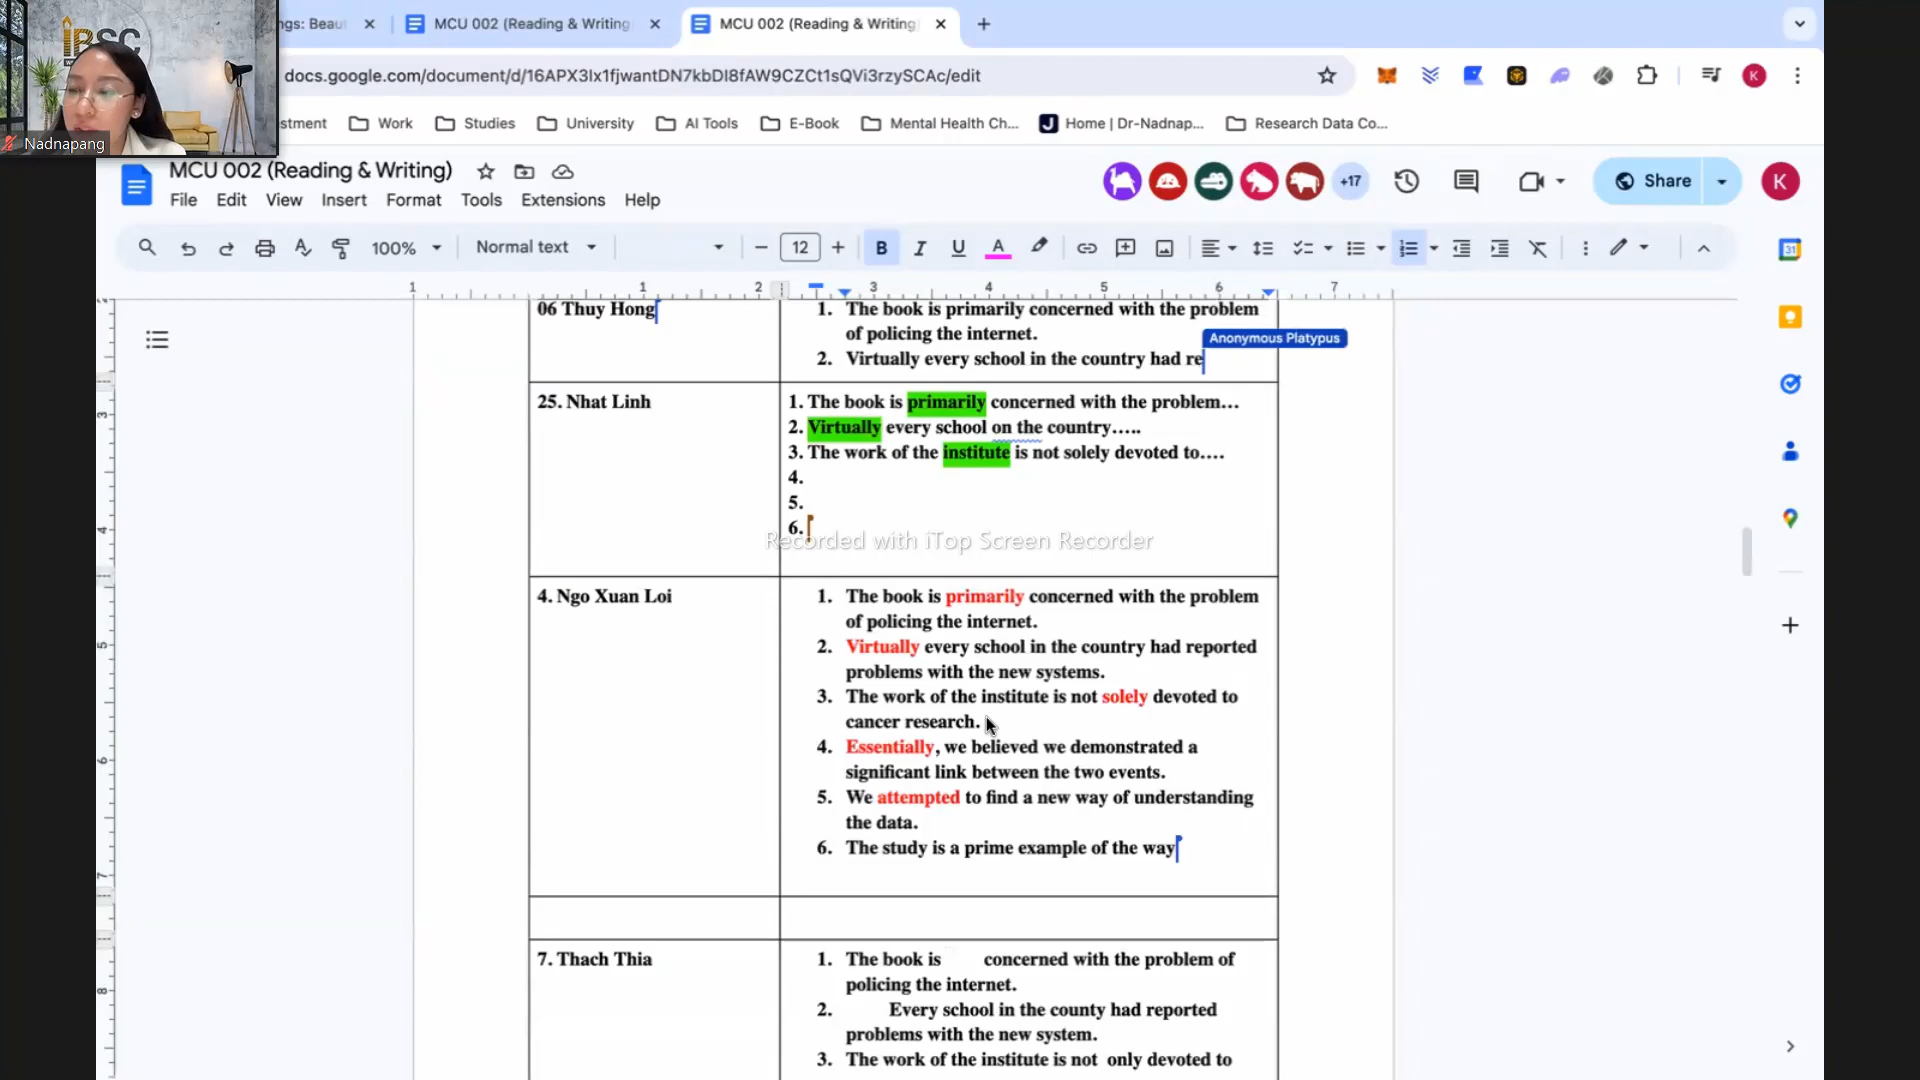 IBSC
ngs: Beau
MCU 002 (Reading & Writing
MCU 002 (Reading & Writing
docs.google.com/document/d/16APX3Ix1fjwantDN7kbDI8fAW9CZCt1sQVi3rzySCAc/edit
K
Nadnapang
stment
Work
Studies
University
AI Tools
E-Book
Mental Health Ch...
Home | Dr-Nadnap...
Research Data Co...
MCU 002 (Reading & Writing)
+17
Share
K
File Edit View Insert Format Tools Extensions Help
100%
Normal text
12
B I U A
31
1 1 2 3 4 5 6 7
06 Thuy Hong
1. The book is primarily concerned with the problem
of policing the internet.
Anonymous Platypus
2. Virtually every school in the country had re
25. Nhat Linh
1. The book is primarily concerned with the problem…
2. Virtually every school on the country…..
3. The work of the institute is not solely devoted to….
4.
5.
6.
Recorded with iTop Screen Recorder
4. Ngo Xuan Loi
1. The book is primarily concerned with the problem
of policing the internet.
2. Virtually every school in the country had reported
problems with the new systems.
3. The work of the institute is not solely devoted to
cancer research.
4. Essentially, we believed we demonstrated a
significant link between the two events.
5. We attempted to find a new way of understanding
the data.
6. The study is a prime example of the way
7. Thach Thia
1. The book is concerned with the problem of
policing the internet.
2. Every school in the county had reported
problems with the new system.
3. The work of the institute is not only devoted to